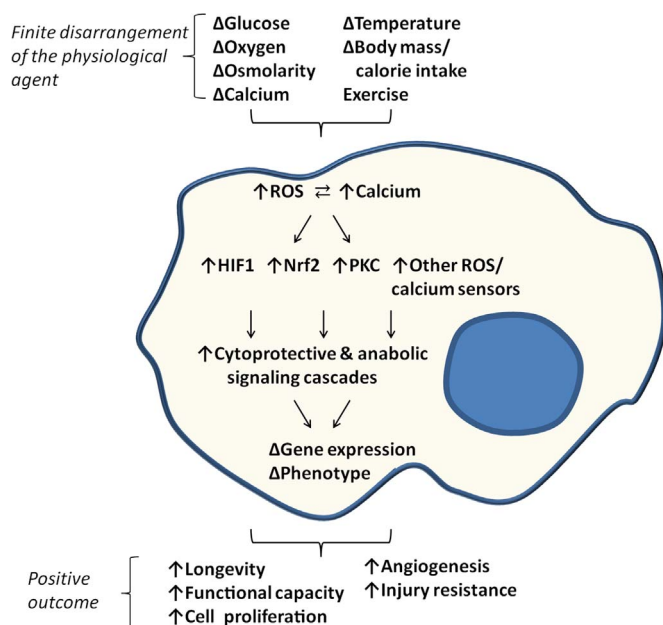 Finite disarrangement
of the physiological
agent
ΔGlucose
ΔOxygen
ΔOsmolarity
ΔCalcium
ΔTemperature
ΔBody mass/
calorie intake
Exercise
↑ROS ⇄ ↑Calcium
↑HIF1 ↑Nrf2 ↑PKC ↑Other ROS/
calcium sensors
↑Cytoprotective & anabolic
signaling cascades
ΔGene expression
ΔPhenotype
Positive
outcome
↑Longevity
↑Functional capacity
↑Cell proliferation
↑Angiogenesis
↑Injury resistance